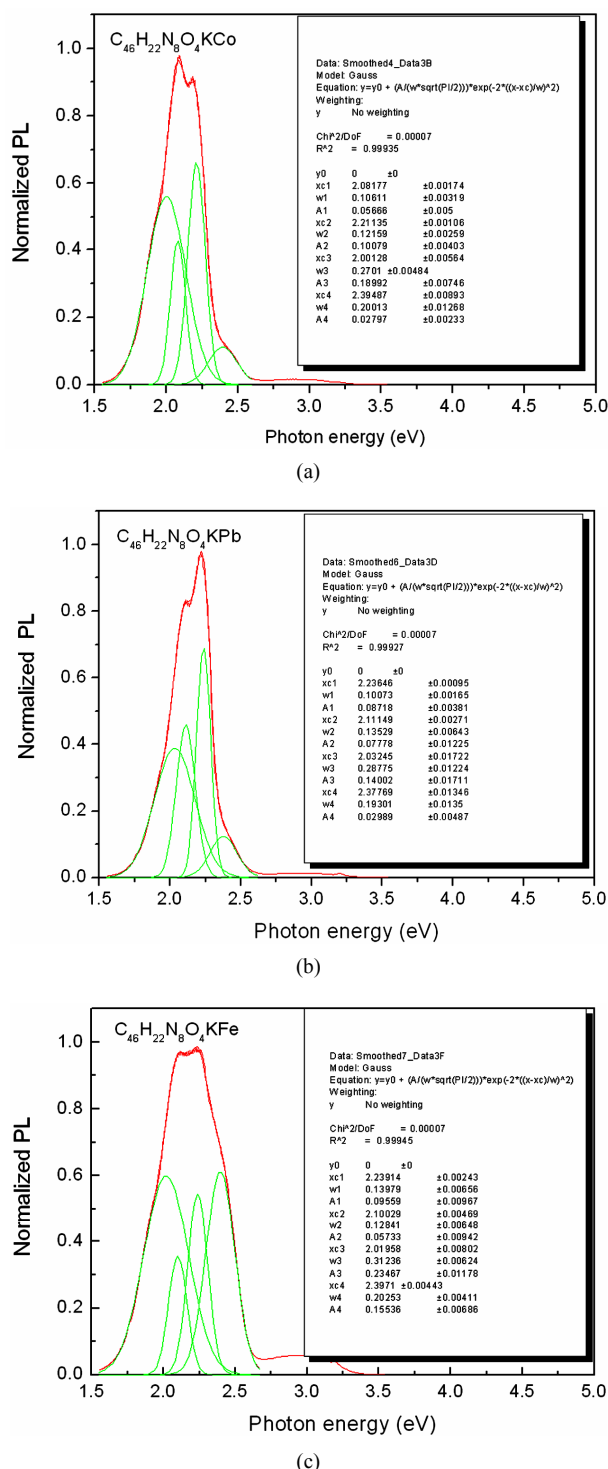 C46H22N8O4KCo
Data: Smoothed4_Data3B
Model: Gauss
Equation: y=y0 + (A/(w*sqrt(PI/2)))*exp(-2*((x-xc)/w)^2)
Weighting:
y No weighting
Chi^2/DoF = 0.00007
R^2 = 0.99935
y0 0 ±0
xc1 2.08177 ±0.00174
w1 0.10611 ±0.00319
A1 0.05666 ±0.005
xc2 2.21135 ±0.00106
w2 0.12159 ±0.00259
A2 0.10079 ±0.00403
xc3 2.00128 ±0.00564
w3 0.2701 ±0.00484
A3 0.18992 ±0.00746
xc4 2.39487 ±0.00893
w4 0.20013 ±0.01268
A4 0.02797 ±0.00233
Normalized PL
1.0
0.8
0.6
0.4
0.2
0.0
1.5 2.0 2.5 3.0 3.5 4.0 4.5 5.0
Photon energy (eV)
(a)
C46H22N8O4KPb
Data: Smoothed6_Data3D
Model: Gauss
Equation: y=y0 + (A/(w*sqrt(PI/2)))*exp(-2*((x-xc)/w)^2)
Weighting:
y No weighting
Chi^2/DoF = 0.00007
R^2 = 0.99927
y0 0 ±0
xc1 2.23646 ±0.00095
w1 0.10073 ±0.00165
A1 0.08718 ±0.00381
xc2 2.11149 ±0.00271
w2 0.13529 ±0.00643
A2 0.07778 ±0.01225
xc3 2.03245 ±0.01722
w3 0.28775 ±0.01224
A3 0.14002 ±0.01711
xc4 2.37769 ±0.01346
w4 0.19301 ±0.0135
A4 0.02989 ±0.00487
Normalized PL
1.0
0.8
0.6
0.4
0.2
0.0
1.5 2.0 2.5 3.0 3.5 4.0 4.5 5.0
Photon energy (eV)
(b)
C46H22N8O4KFe
Data: Smoothed7_Data3F
Model: Gauss
Equation: y=y0 + (A/(w*sqrt(PI/2)))*exp(-2*((x-xc)/w)^2)
Weighting:
y No weighting
Chi^2/DoF = 0.00007
R^2 = 0.99945
y0 0 ±0
xc1 2.23914 ±0.00243
w1 0.13979 ±0.00656
A1 0.09559 ±0.00967
xc2 2.10029 ±0.00469
w2 0.12841 ±0.00648
A2 0.05733 ±0.00942
xc3 2.01958 ±0.00802
w3 0.31236 ±0.00624
A3 0.23467 ±0.01178
xc4 2.3971 ±0.00443
w4 0.20253 ±0.00411
A4 0.15536 ±0.00686
Normalized PL
1.0
0.8
0.6
0.4
0.2
0.0
1.5 2.0 2.5 3.0 3.5 4.0 4.5 5.0
Photon energy (eV)
(c)